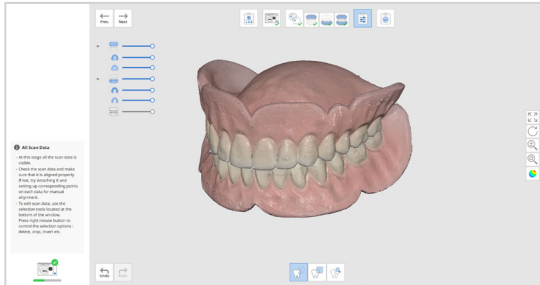 Prev.
Next
All Scan Data
- At this stage all the scan data is
visible.
- Check the scan data and make
sure that it is aligned properly.
If not, try detaching it and
setting up corresponding points
on each data for manual
alignment.
- To edit scan data, use the
selection tools located at the
bottom of the window.
Press right mouse button to
control the selection options :
delete, crop, invert etc.
Undo